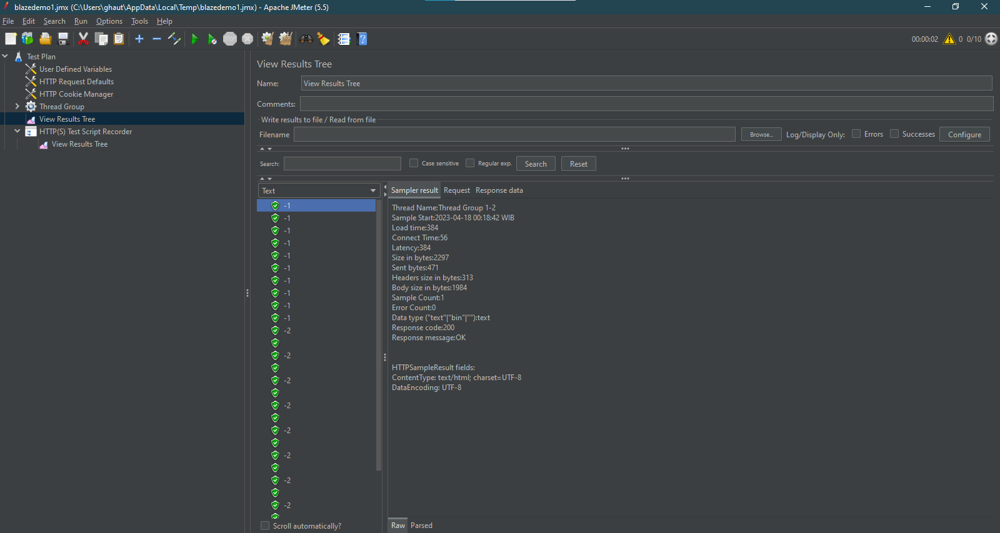 blazedemo1.jmx (C:\Users\ghaut\AppData\Local\Temp\blazedemo1.jmx) - Apache JMeter (5.5)
File Edit Search Run Options Tools Help
STOP
00:00:02 0 0/10
Test Plan
User Defined Variables
HTTP Request Defaults
HTTP Cookie Manager
Thread Group
View Results Tree
HTTP(S) Test Script Recorder
View Results Tree
View Results Tree
Name: View Results Tree
Comments:
Write results to file / Read from file
Filename Browse... Log/Display Only: Errors Successes Configure
Search: Case sensitive Regular exp. Search Reset
Text
-1
-1
-1
-1
-1
-1
-1
-1
-1
-1
-2
-2
-2
-2
-2
-2
-2
-2
Scroll automatically?
Sampler result Request Response data
Thread Name:Thread Group 1-2
Sample Start:2023-04-18 00:18:42 WIB
Load time:384
Connect Time:56
Latency:384
Size in bytes:2297
Sent bytes:471
Headers size in bytes:313
Body size in bytes:1984
Sample Count:1
Error Count:0
Data type ("text"|"bin"|""):text
Response code:200
Response message:OK
HTTPSampleResult fields:
ContentType: text/html; charset=UTF-8
DataEncoding: UTF-8
Raw Parsed